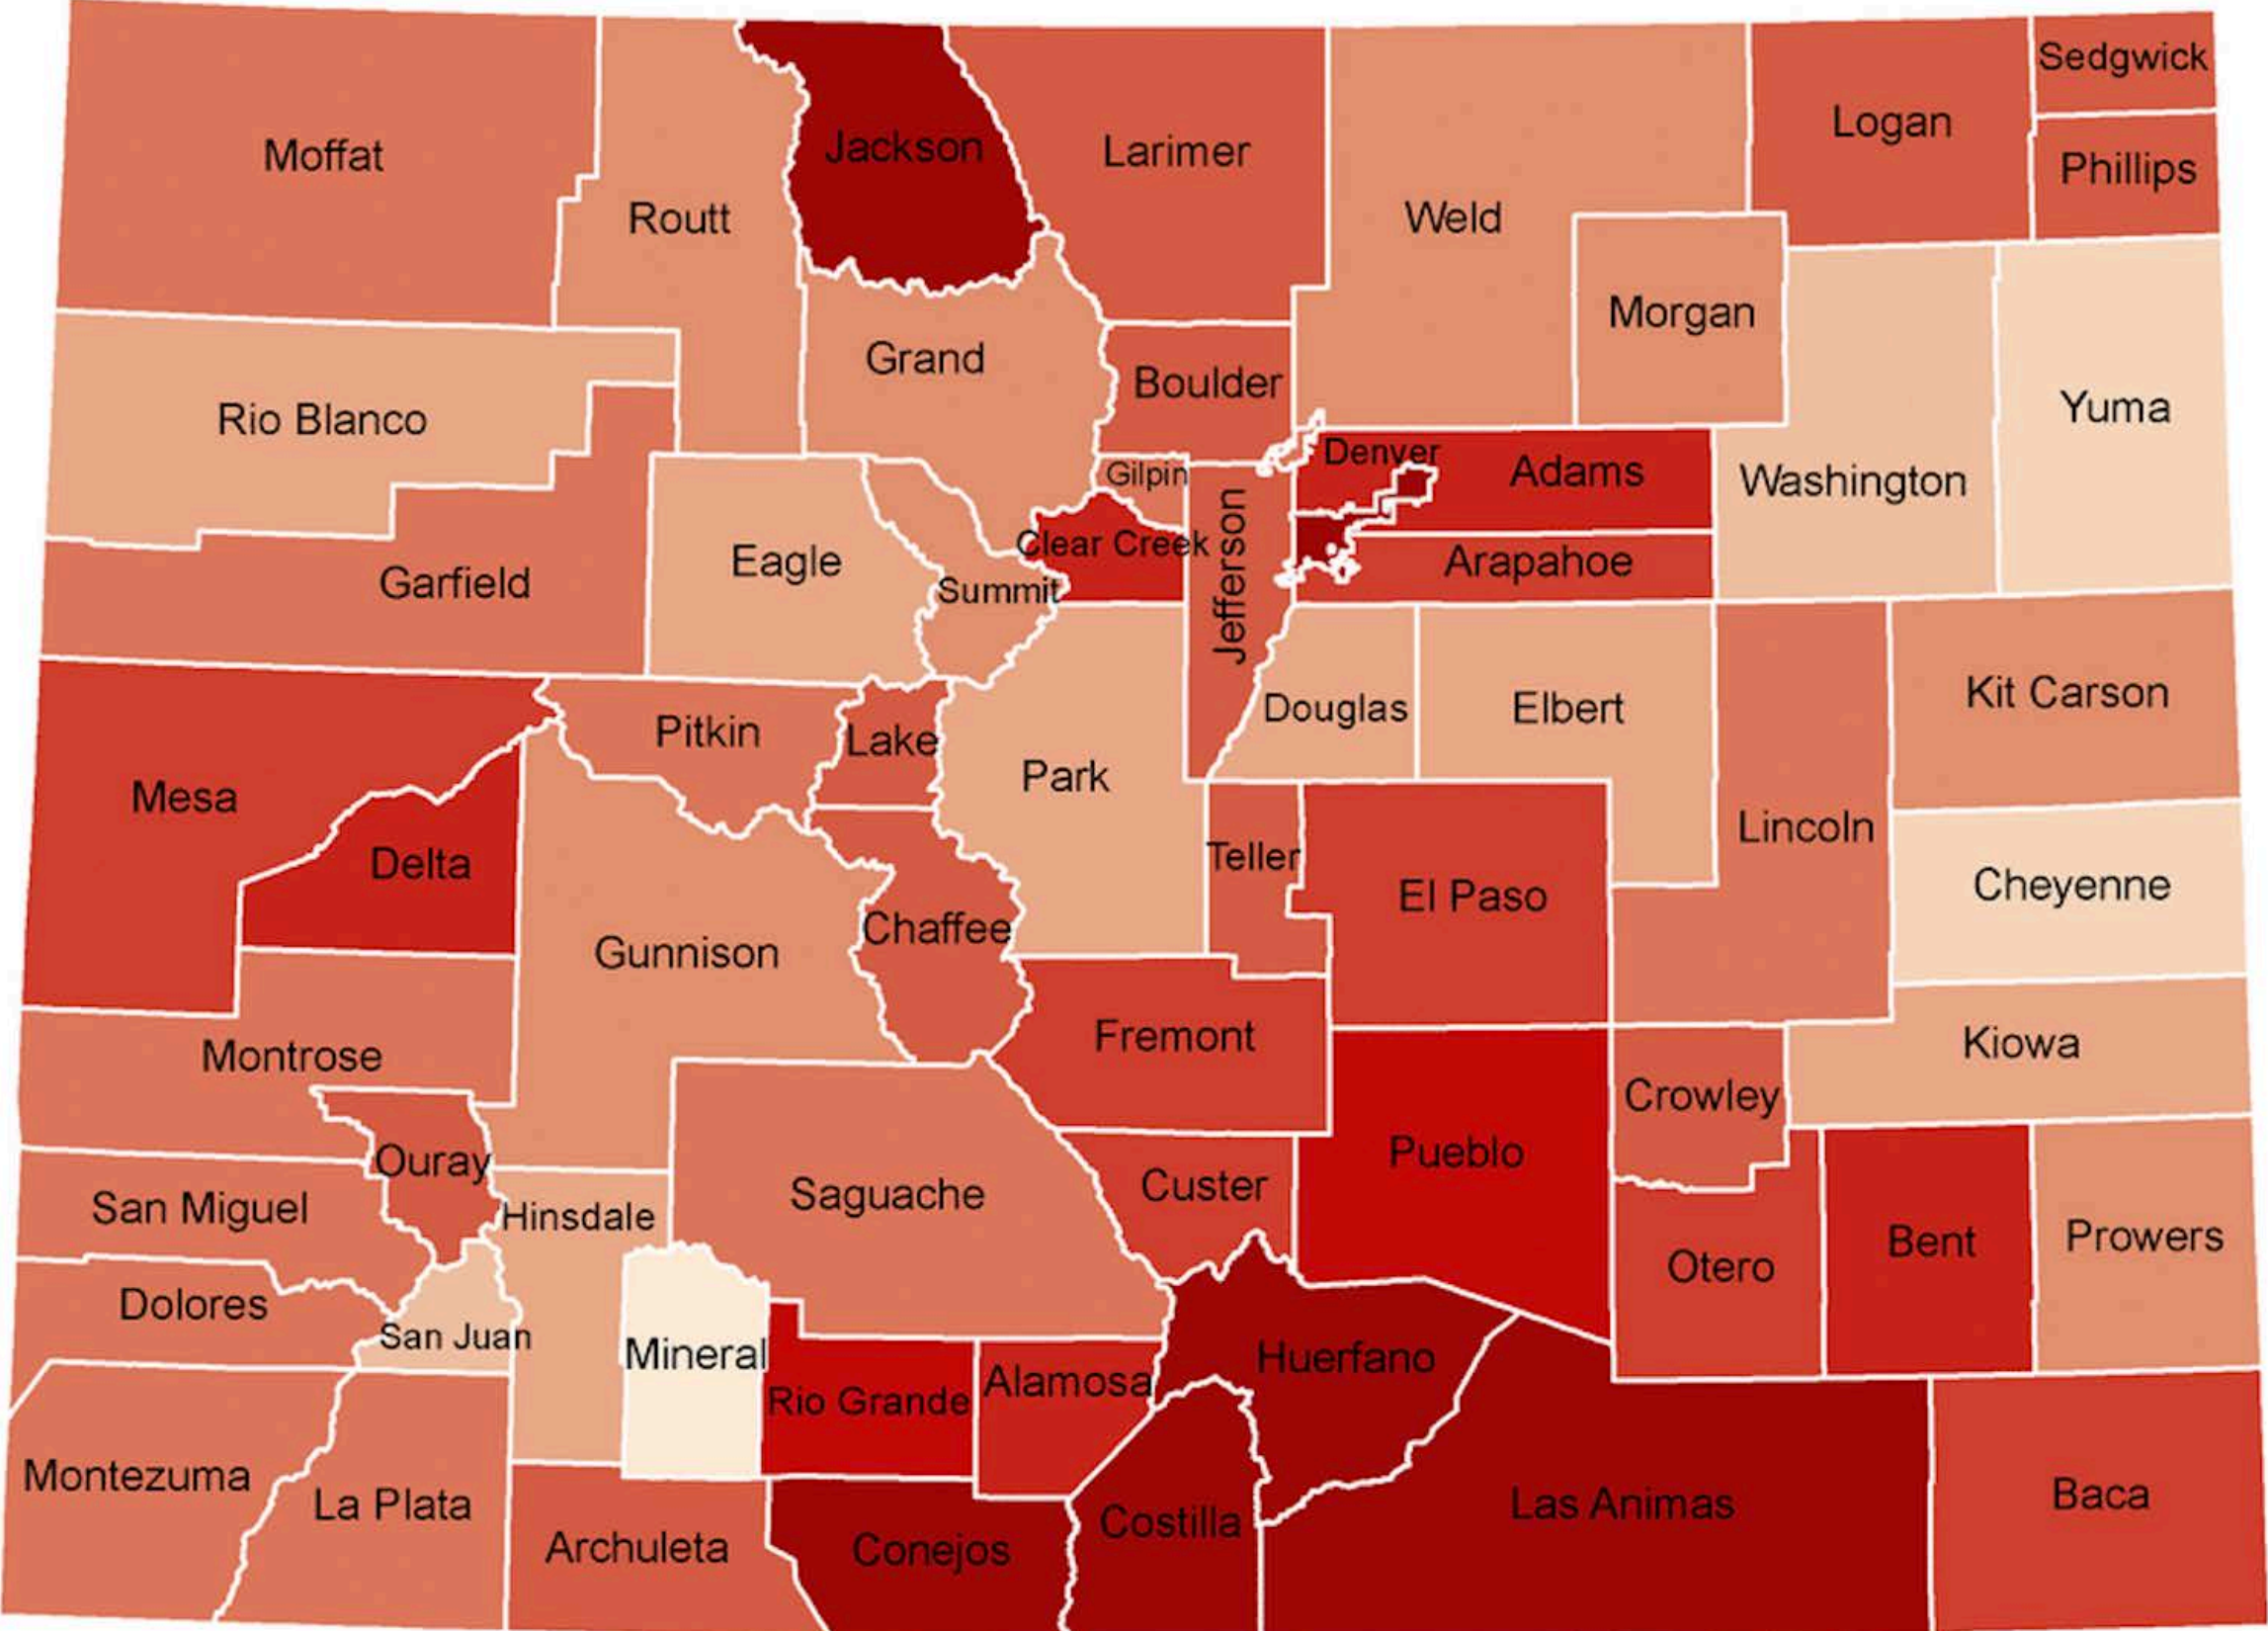 Sedgwick
Logan
Moffat
Jackson
Larimer
Phillips
Routt
Weld
Morgan
Grand
Boulder
Yuma
Rio Blanco
Denver
Gilpin
Adams
Washington
Clear Creek
Eagle
Arapahoe
Garfield
Summit
Jefferson
Kit Carson
Douglas
Elbert
Pitkin
Lake
Park
Mesa
Lincoln
Teller
Delta
Cheyenne
El Paso
Chaffee
Gunnison
Fremont
Kiowa
Montrose
Crowley
Pueblo
Ouray
Custer
Saguache
San Miguel
Hinsdale
Prowers
Bent
Otero
Dolores
San Juan
Mineral
Huerfano
Alamosa
Rio Grande
Montezuma
Baca
La Plata
Las Animas
Costilla
Archuleta
Conejos